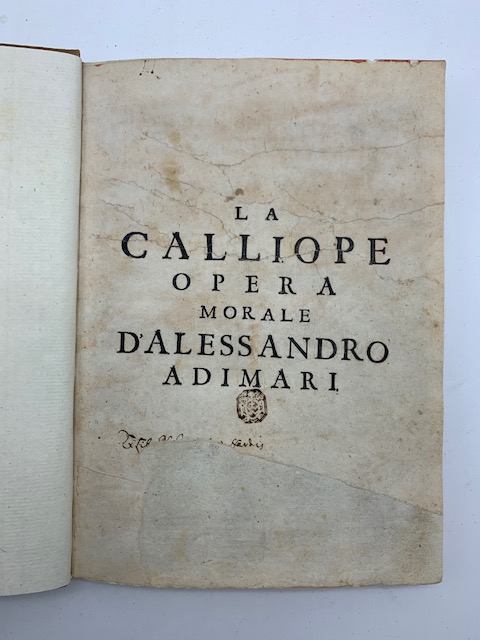 LA
CALLIOPE
OPERA
MORALE
D'ALESSANDRO
ADIMARI.